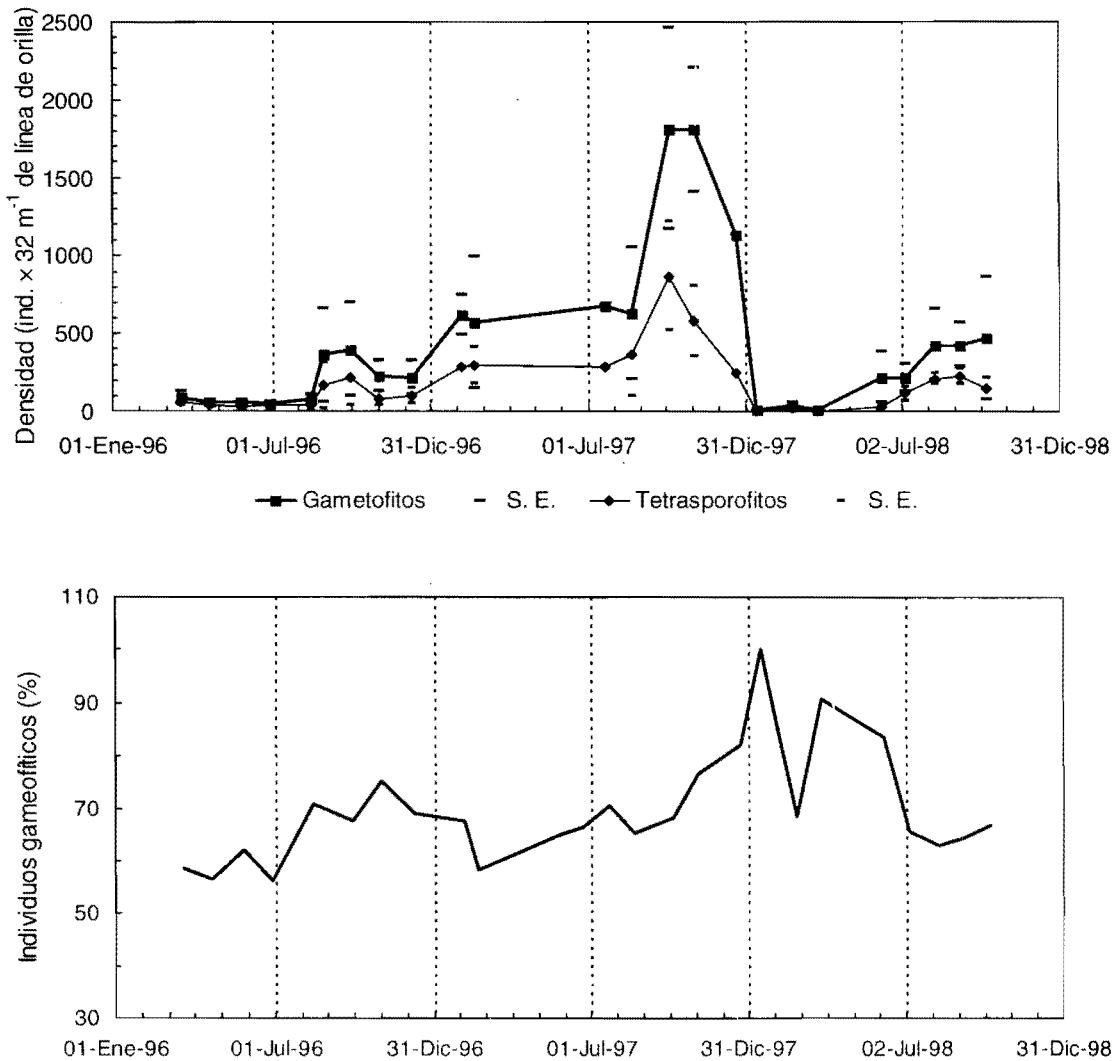 Densidad (ind. × 32 m⁻¹ de línea de orilla)
2500
2000
1500
1000
500
0
01-Ene-96 01-Jul-96 31-Dic-96 01-Jul-97 31-Dic-97 02-Jul-98 31-Dic-98
Gametofitos S. E. Tetrasporofitos S. E.
Individuos gameofíticos (%)
110
90
70
50
30
01-Ene-96 01-Jul-96 31-Dic-96 01-Jul-97 31-Dic-97 02-Jul-98 31-Dic-98